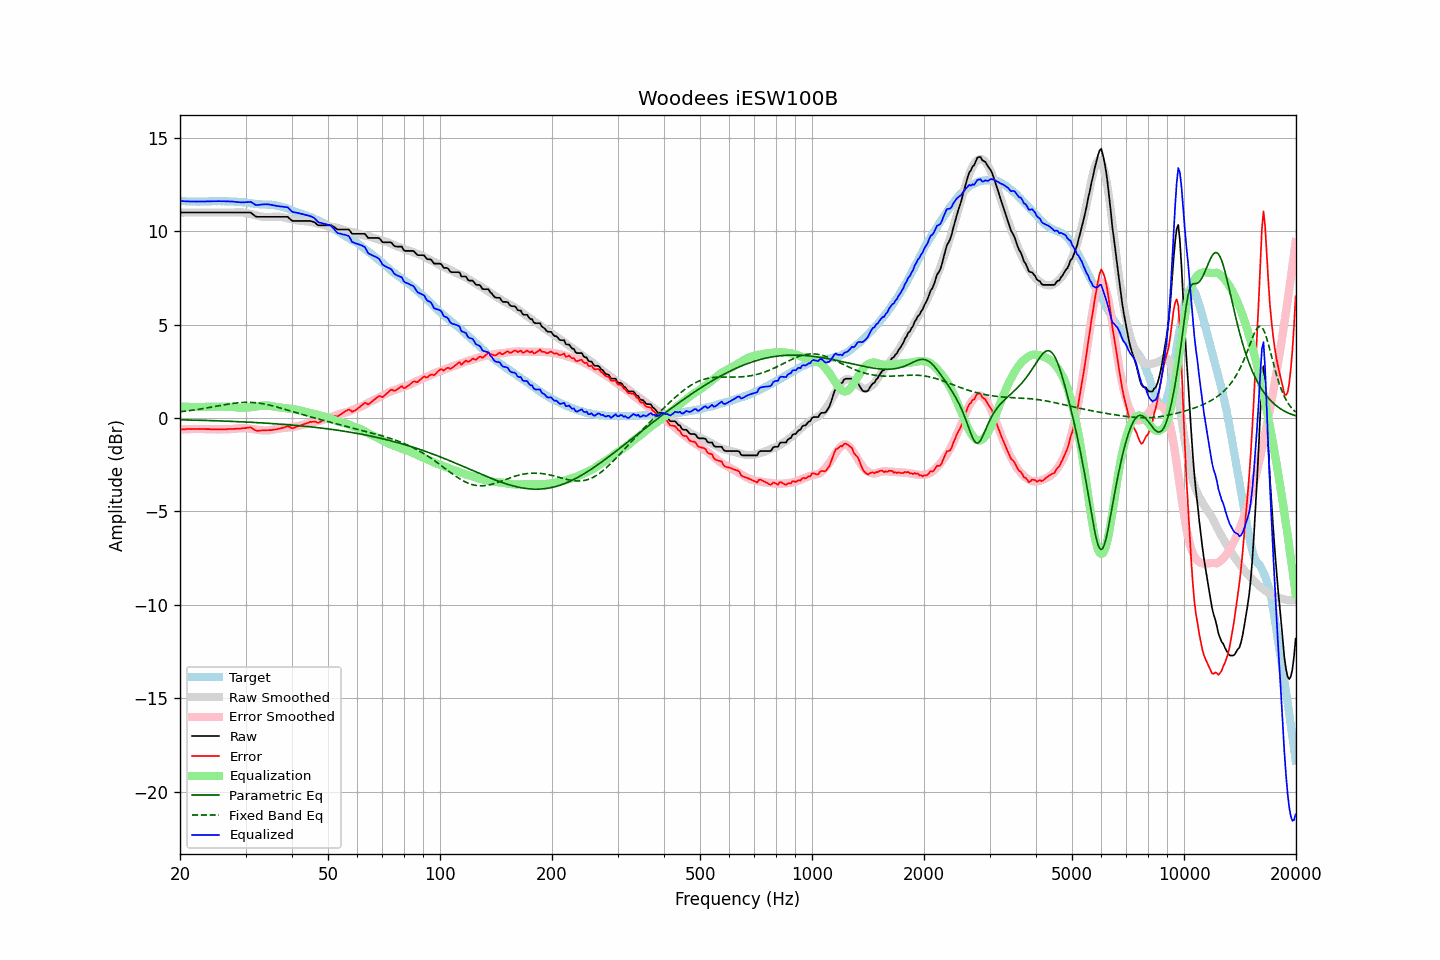 Woodees iESW100B
15
10
5
0
−5
−10
−15
−20
Amplitude (dBr)
Target
Raw Smoothed
Error Smoothed
Raw
Error
Equalization
Parametric Eq
Fixed Band Eq
Equalized
20 50 100 200 500 1000 2000 5000 10000 20000
Frequency (Hz)